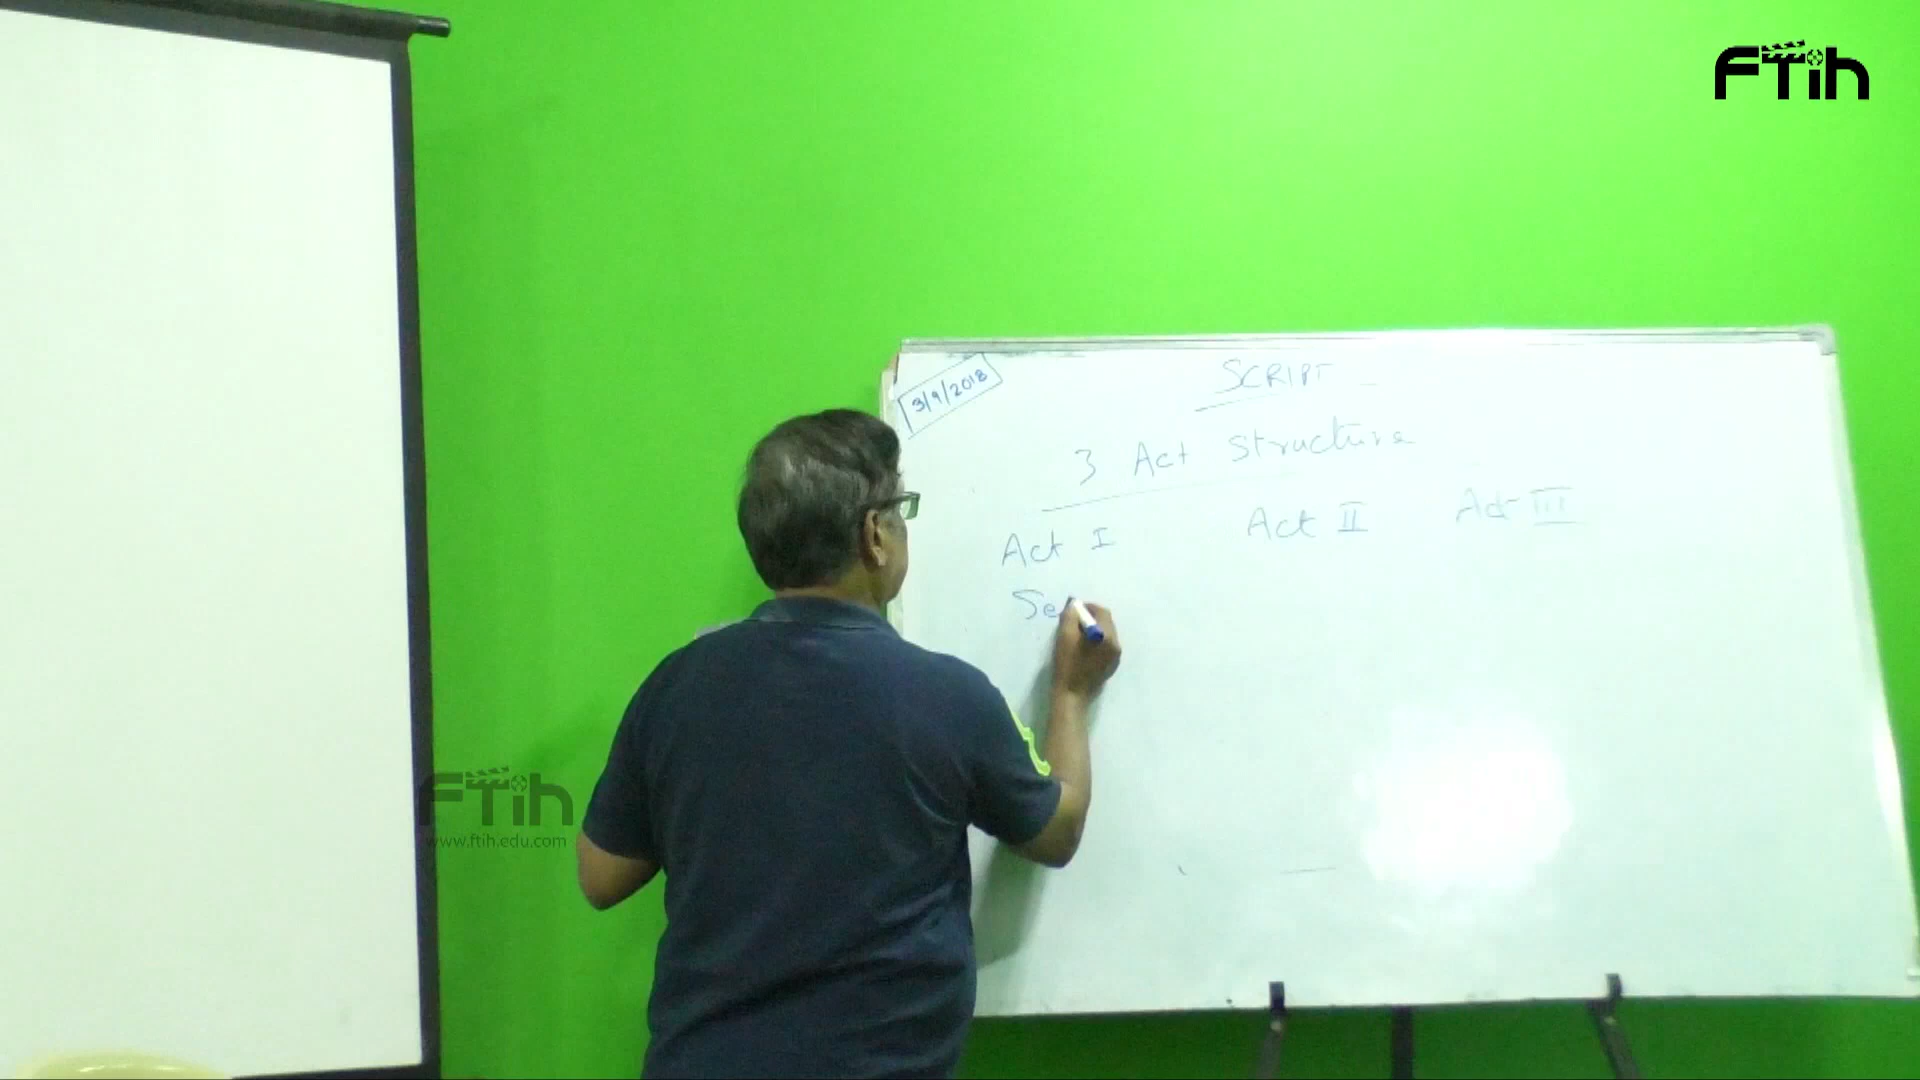 FTih
3/9/2018
SCRIPT
3 Act Structure
Act I Act II Act III
Se
FTih
www.ftih.edu.com